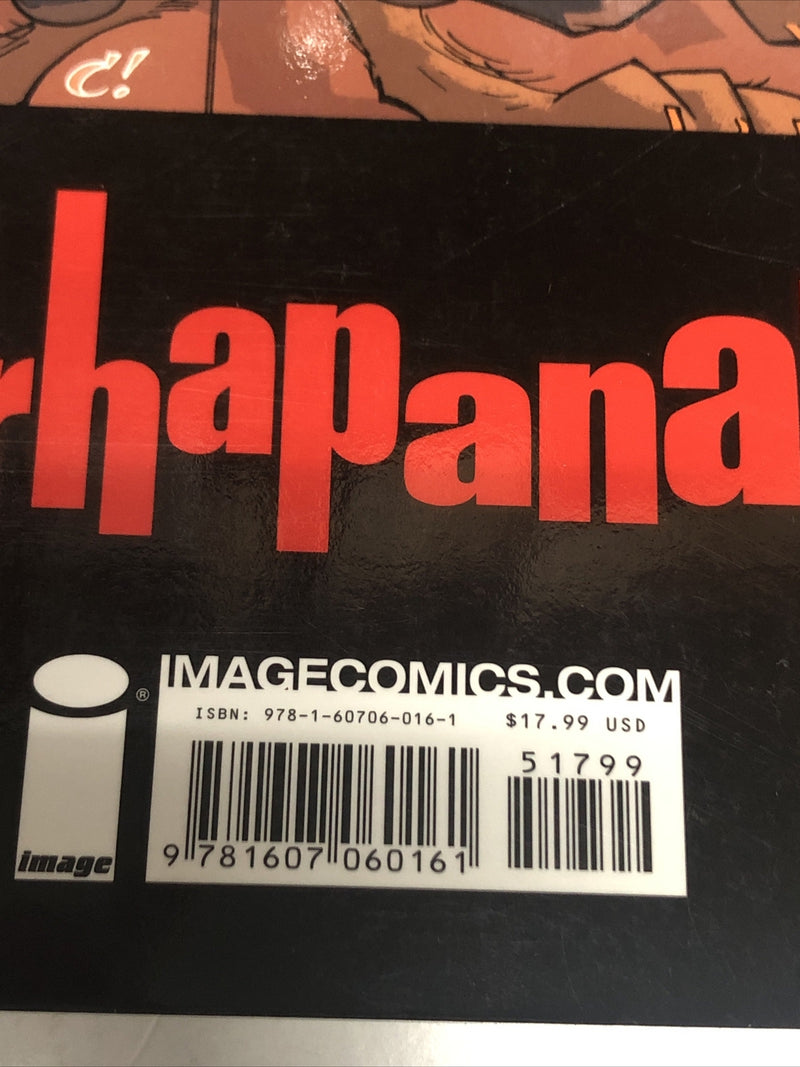 C!
rhapana
IMAGECOMICS.COM
®
ISBN: 978-1-60706-016-1 $17.99 USD
51799
9 781607 060161
image